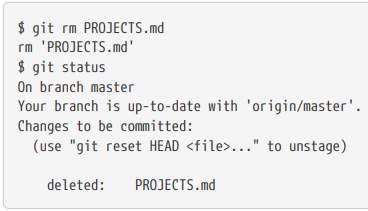 $ git rm PROJECTS.md
rm 'PROJECTS.md'
$ git status
On branch master
Your branch is up-to-date with 'origin/master'.
Changes to be committed:
  (use "git reset HEAD <file>..." to unstage)

    deleted:    PROJECTS.md